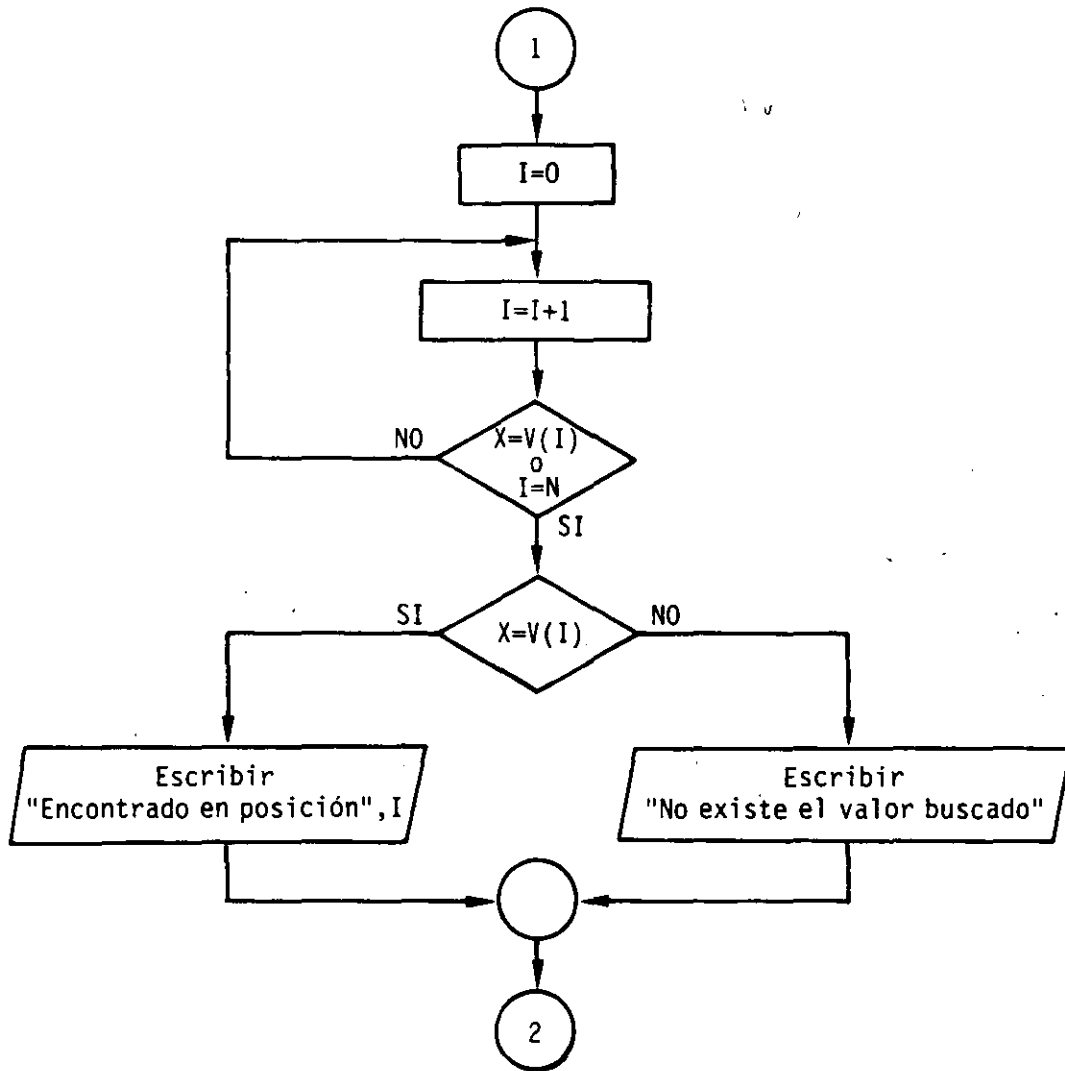 1
I=0
I=I+1
NO
X=V(I)
o
I=N
SI
SI
X=V(I)
NO
Escribir
"Encontrado en posición",I
Escribir
"No existe el valor buscado"
2